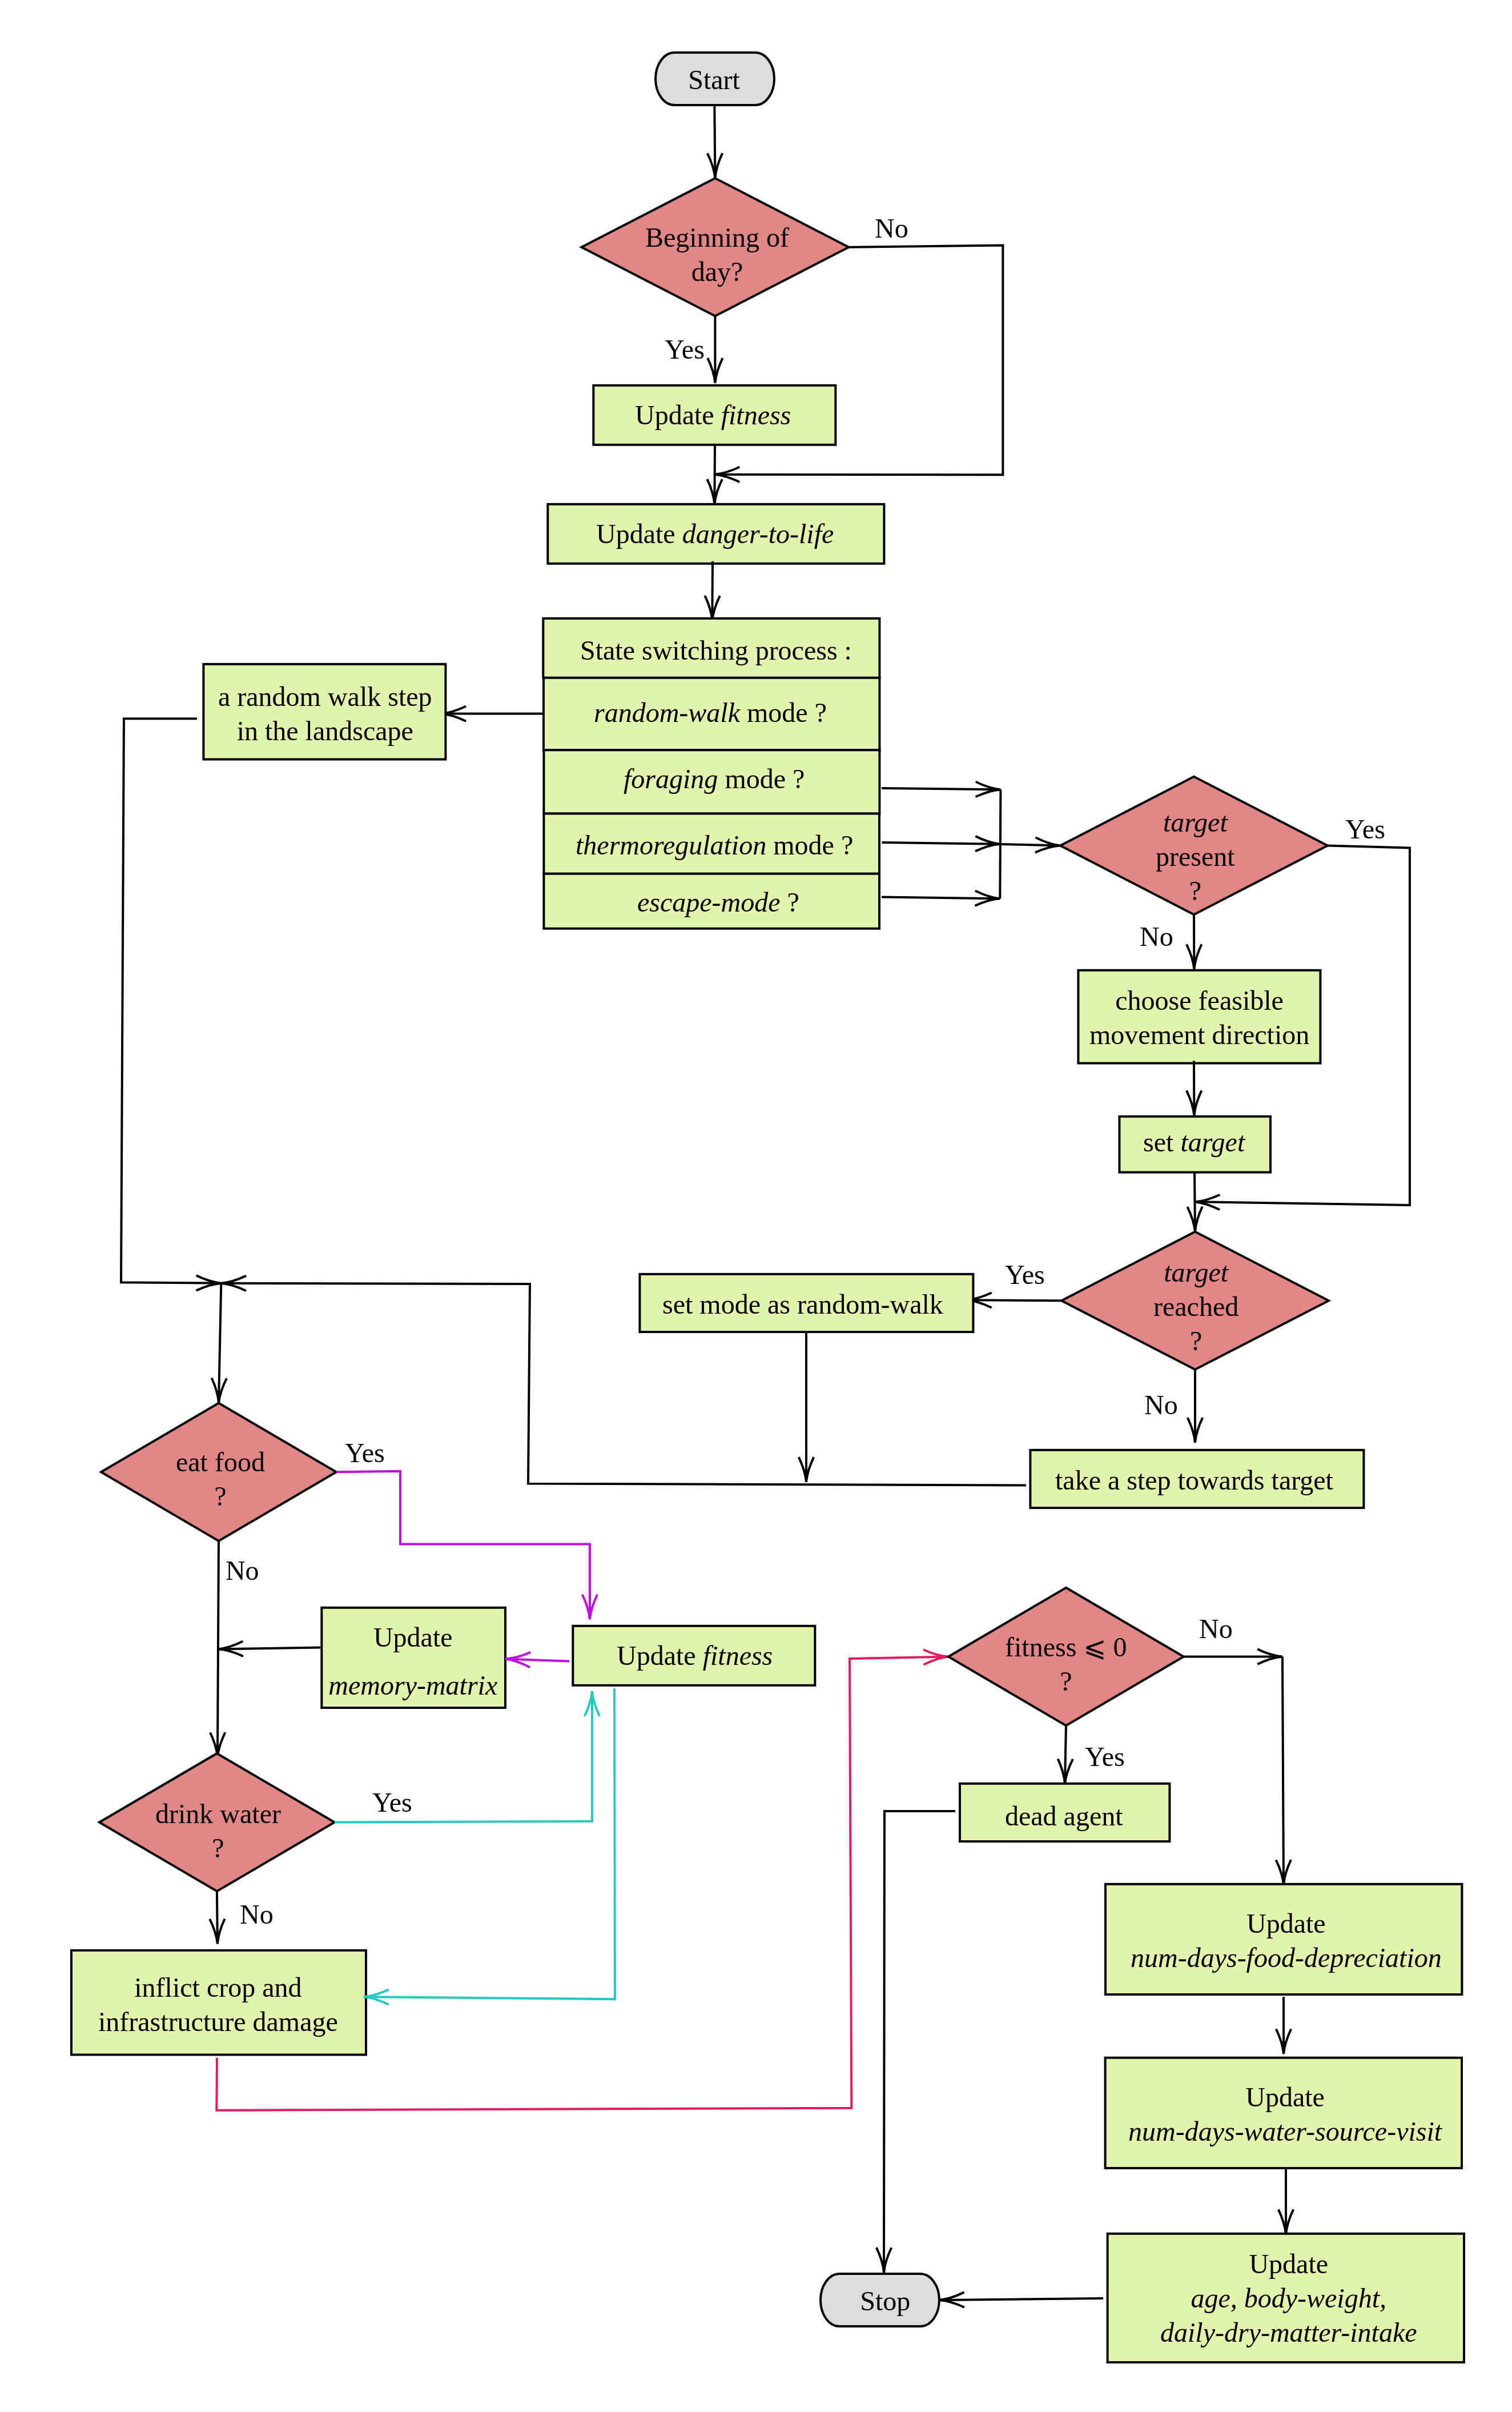 Start
Beginning of
day?
No
Yes
Update fitness
Update danger-to-life
State switching process :
a random walk step
in the landscape
random-walk mode ?
foraging mode ?
thermoregulation mode ?
escape-mode ?
target
present
?
Yes
No
choose feasible
movement direction
set target
target
reached
?
Yes
set mode as random-walk
No
take a step towards target
eat food
?
Yes
No
Update
memory-matrix
Update fitness
fitness ⩽ 0
?
No
Yes
dead agent
drink water
?
Yes
No
inflict crop and
infrastructure damage
Update
num-days-food-depreciation
Update
num-days-water-source-visit
Update
age, body-weight,
daily-dry-matter-intake
Stop